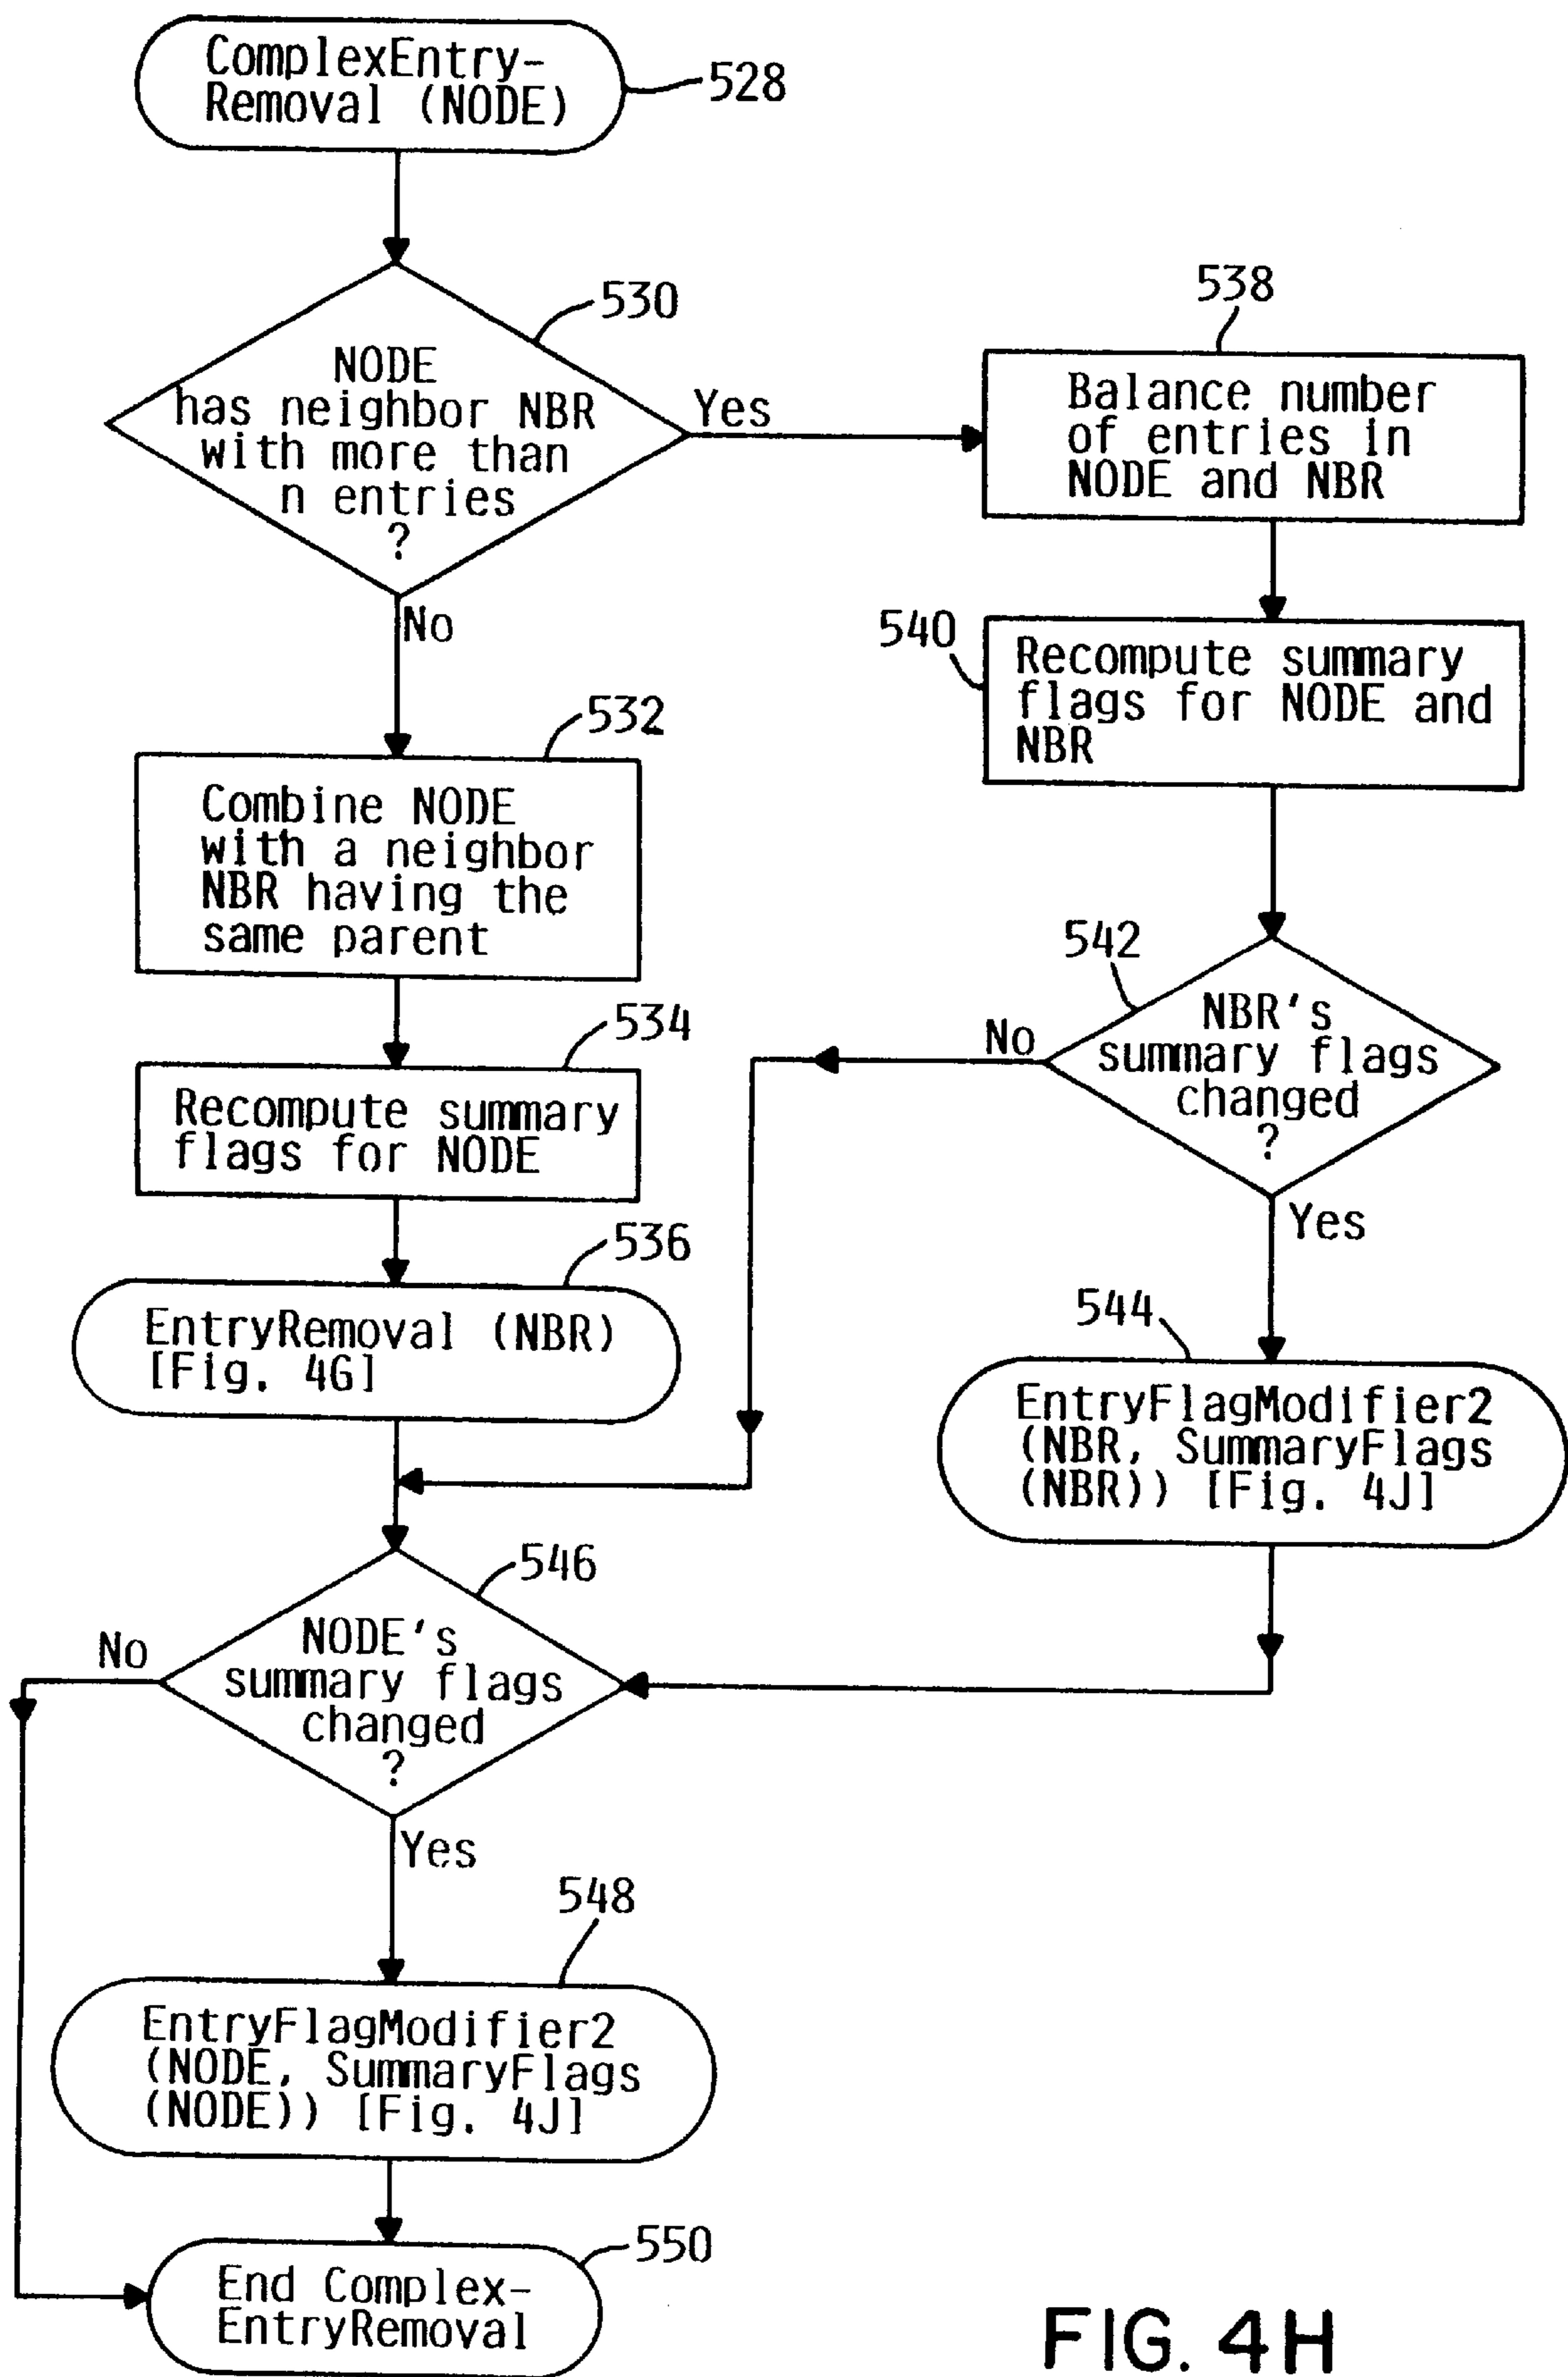 ComplexEntry-
Removal (NODE)
528
530
NODE
has neighbor NBR
with more than
n entries
?
Yes
No
538
Balance number
of entries in
NODE and NBR
540
Recompute summary
flags for NODE and
NBR
532
Combine NODE
with a neighbor
NBR having the
same parent
534
Recompute summary
flags for NODE
536
EntryRemoval (NBR)
[Fig. 4G]
542
NBR's
summary flags
changed
?
No
Yes
544
EntryFlagModifier2
(NBR, SummaryFlags
(NBR)) [Fig. 4J]
546
NODE's
summary flags
changed
?
No
Yes
548
EntryFlagModifier2
(NODE, SummaryFlags
(NODE)) [Fig. 4J]
550
End Complex-
EntryRemoval
FIG. 4H